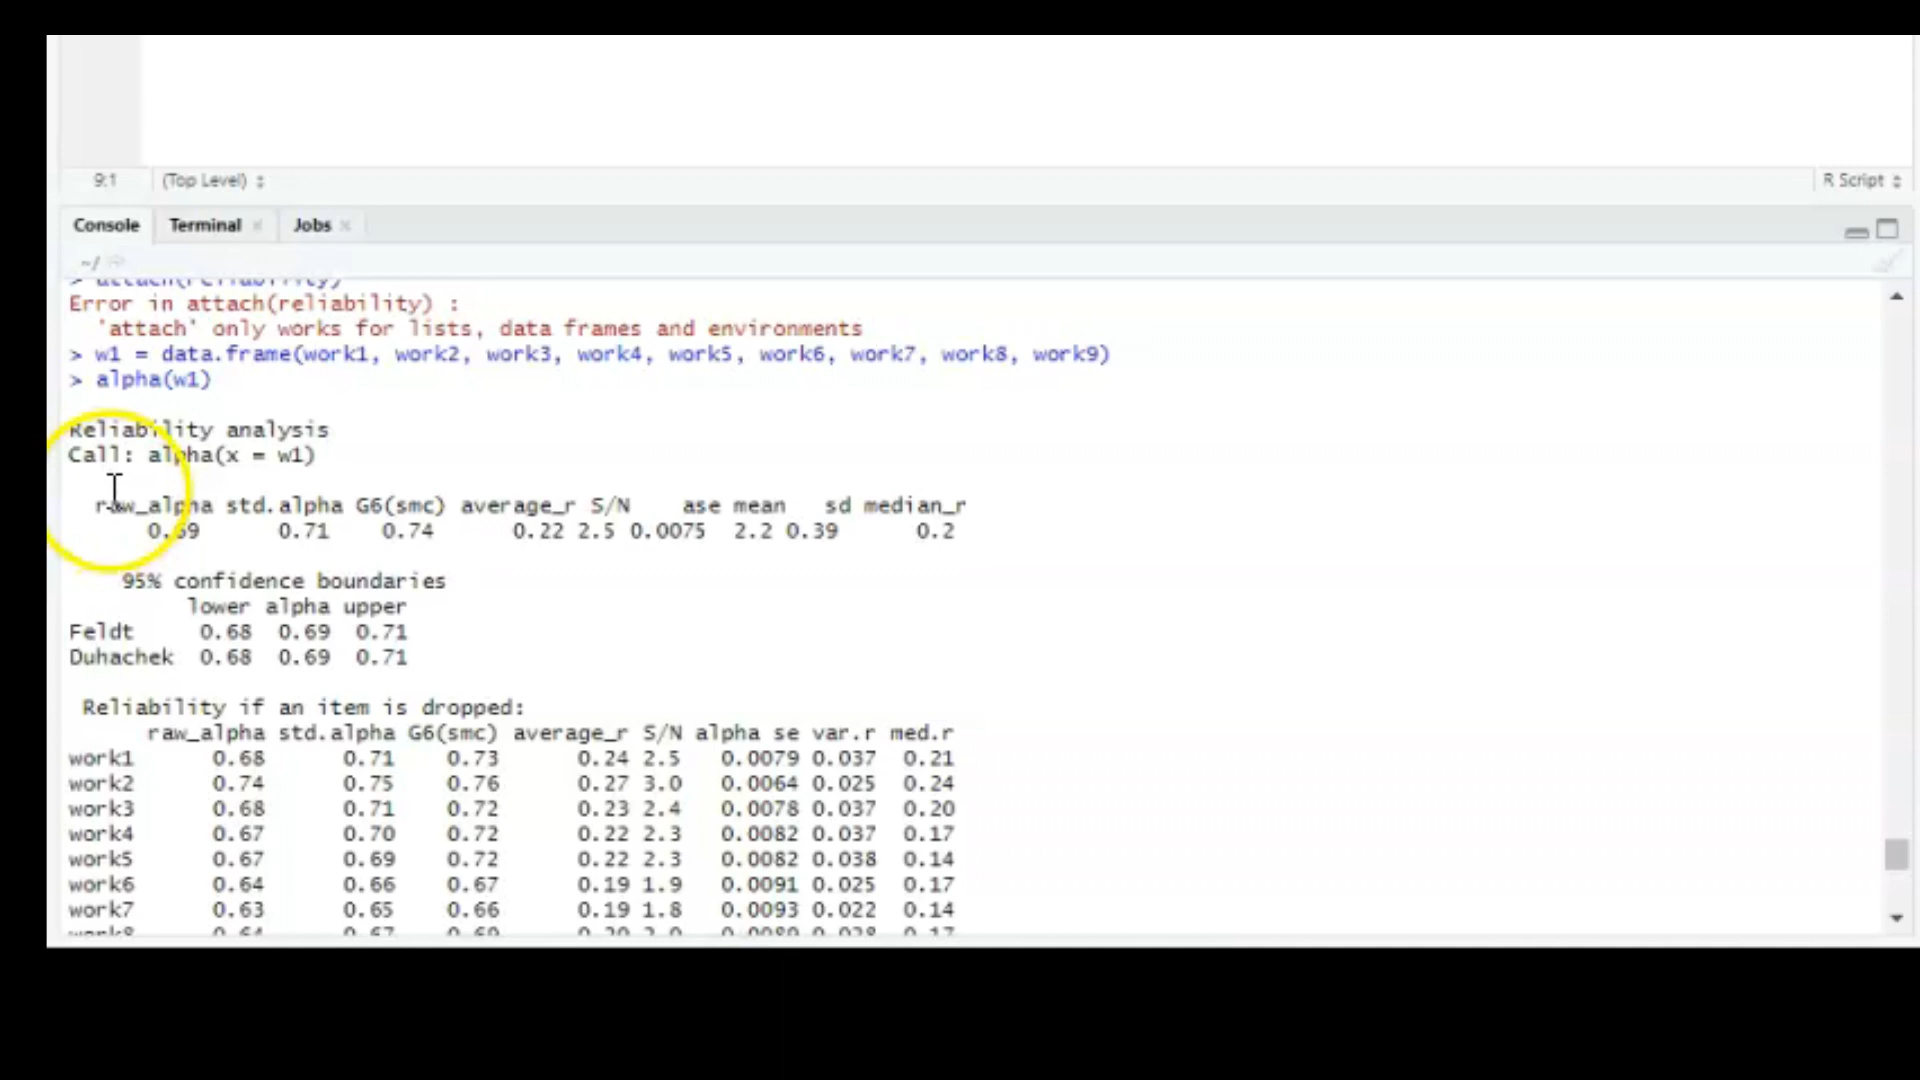 9:1 (Top Level) R Script
Console Terminal Jobs
~/
> attach(reliability)
Error in attach(reliability) :
'attach' only works for lists, data frames and environments
> w1 = data.frame(work1, work2, work3, work4, work5, work6, work7, work8, work9)
> alpha(w1)
Reliability analysis
Call: alpha(x = w1)
raw_alpha std.alpha G6(smc) average_r S/N ase mean sd median_r
0.69 0.71 0.74 0.22 2.5 0.0075 2.2 0.39 0.2
95% confidence boundaries
lower alpha upper
Feldt 0.68 0.69 0.71
Duhachek 0.68 0.69 0.71
Reliability if an item is dropped:
raw_alpha std.alpha G6(smc) average_r S/N alpha se var.r med.r
work1 0.68 0.71 0.73 0.24 2.5 0.0079 0.037 0.21
work2 0.74 0.75 0.76 0.27 3.0 0.0064 0.025 0.24
work3 0.68 0.71 0.72 0.23 2.4 0.0078 0.037 0.20
work4 0.67 0.70 0.72 0.22 2.3 0.0082 0.037 0.17
work5 0.67 0.69 0.72 0.22 2.3 0.0082 0.038 0.14
work6 0.64 0.66 0.67 0.19 1.9 0.0091 0.025 0.17
work7 0.63 0.65 0.66 0.19 1.8 0.0093 0.022 0.14
work8